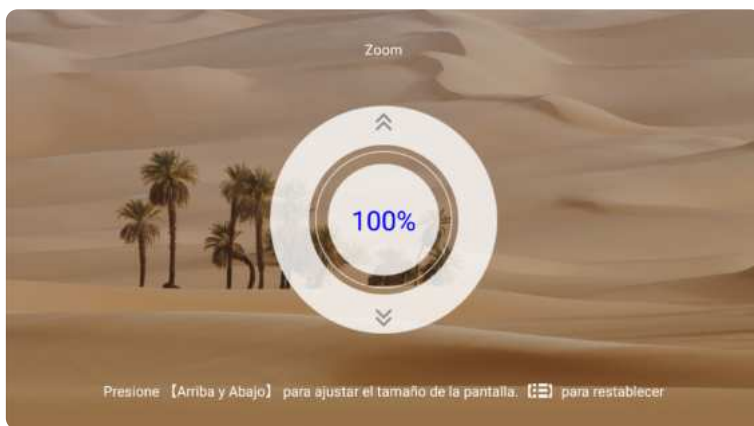 Zoom
100%
Presione 【Arriba y Abajo】 para ajustar el tamaño de la pantalla. para restablecer